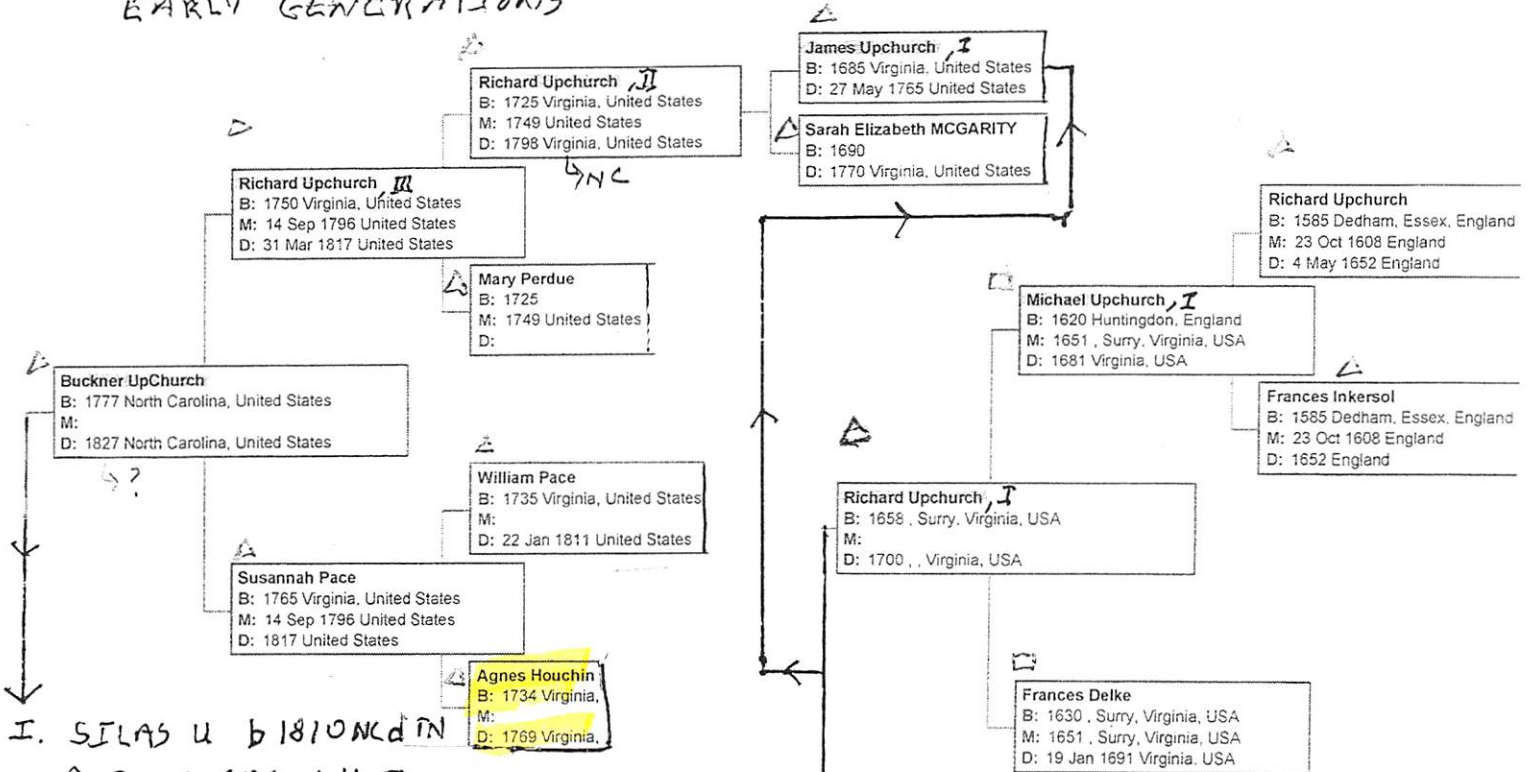 EARLY GENERATIONS
James Upchurch , I
B: 1685 Virginia, United States
D: 27 May 1765 United States
Richard Upchurch , II
B: 1725 Virginia, United States
M: 1749 United States
D: 1798 Virginia, United States
NC
Sarah Elizabeth MCGARITY
B: 1690
D: 1770 Virginia, United States
Richard Upchurch , III
B: 1750 Virginia, United States
M: 14 Sep 1796 United States
D: 31 Mar 1817 United States
Richard Upchurch
B: 1585 Dedham, Essex, England
M: 23 Oct 1608 England
D: 4 May 1652 England
Mary Perdue
B: 1725
M: 1749 United States
D:
Michael Upchurch , I
B: 1620 Huntingdon, England
M: 1651 , Surry, Virginia, USA
D: 1681 Virginia, USA
Buckner UpChurch
B: 1777 North Carolina, United States
M:
D: 1827 North Carolina, United States
?
Frances Inkersol
B: 1585 Dedham, Essex, England
M: 23 Oct 1608 England
D: 1652 England
William Pace
B: 1735 Virginia, United States
M:
D: 22 Jan 1811 United States
Richard Upchurch , I
B: 1658 , Surry, Virginia, USA
M:
D: 1700 , , Virginia, USA
Susannah Pace
B: 1765 Virginia, United States
M: 14 Sep 1796 United States
D: 1817 United States
Agnes Houchin
B: 1734 Virginia,
M:
D: 1769 Virginia,
Frances Delke
B: 1630 , Surry, Virginia, USA
M: 1651 , Surry, Virginia, USA
D: 19 Jan 1691 Virginia, USA
I. SILAS U b 1810 NC d TN